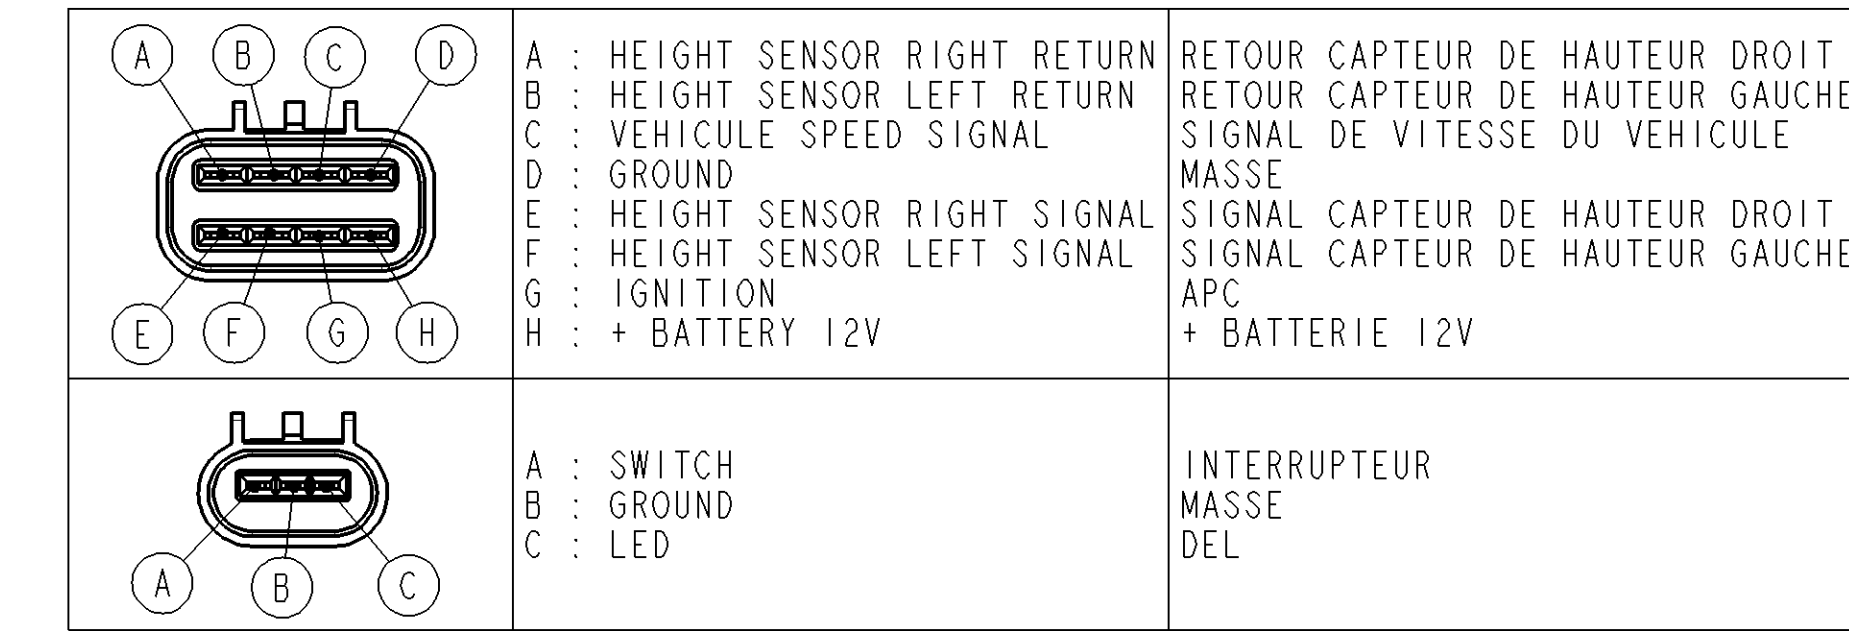 A B C D
E F G H
A : HEIGHT SENSOR RIGHT RETURN
B : HEIGHT SENSOR LEFT RETURN
C : VEHICULE SPEED SIGNAL
D : GROUND
E : HEIGHT SENSOR RIGHT SIGNAL
F : HEIGHT SENSOR LEFT SIGNAL
G : IGNITION
H : + BATTERY 12V
RETOUR CAPTEUR DE HAUTEUR DROIT
RETOUR CAPTEUR DE HAUTEUR GAUCHE
SIGNAL DE VITESSE DU VEHICULE
MASSE
SIGNAL CAPTEUR DE HAUTEUR DROIT
SIGNAL CAPTEUR DE HAUTEUR GAUCHE
APC
+ BATTERIE 12V
A B C
A : SWITCH
B : GROUND
C : LED
INTERRUPTEUR
MASSE
DEL